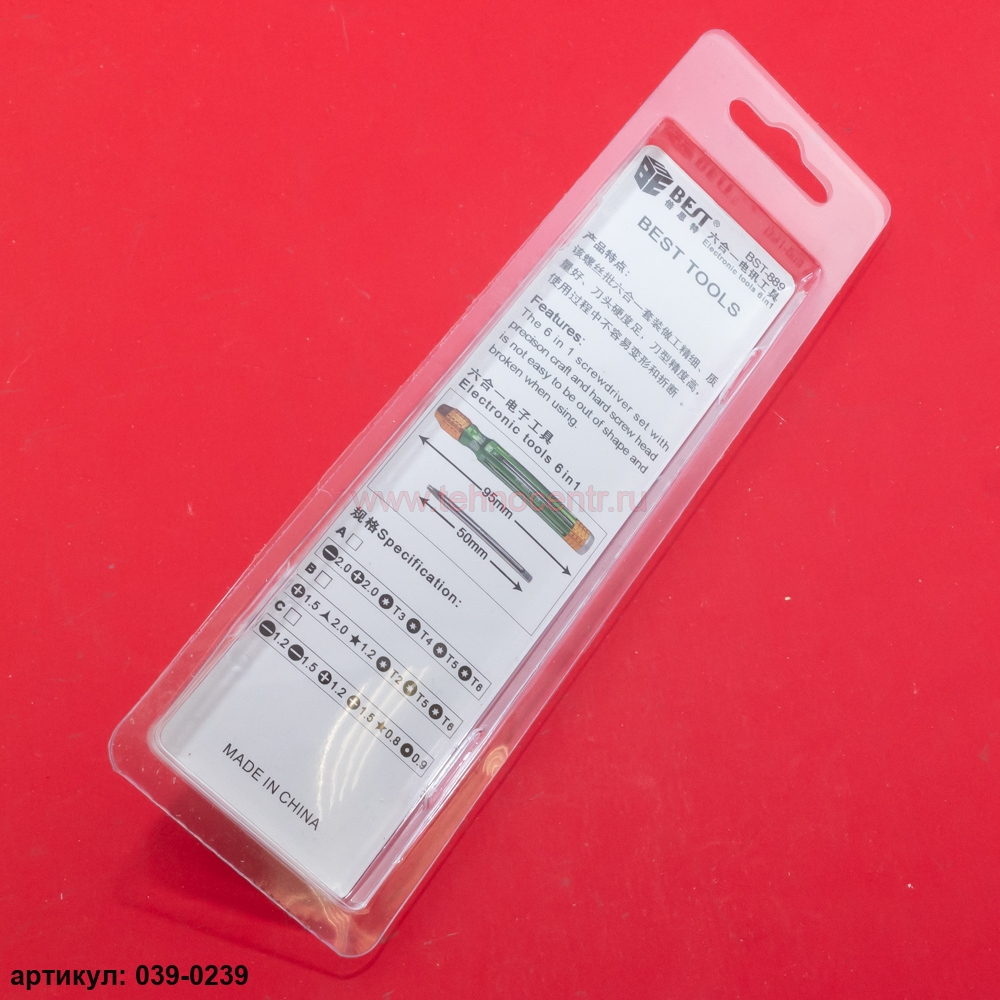 BEST®
倍思特
BST-889
六合一电讯工具
Electronic tools 6 in1
BEST TOOLS
产品特点:
该螺丝批六合一套装做工精细、质
量好、刀头硬度足，刀型精度高，
使用过程中不容易变形和折断。
Features:
The 6 in 1 screwdriver set with
precison craft and hard screw head
is not easy to be out of shape and
broken when using.
六合一电子工具
Electronic tools 6in1
95mm
50mm
www.tehnocentr.ru
规格Specification:
A
2.0 2.0 T3 T4 T5 T6
B
1.5 2.0 1.2 T2 T5 T6
C
1.2 1.5 1.2 1.5 0.8 0.9
MADE IN CHINA
артикул: 039-0239